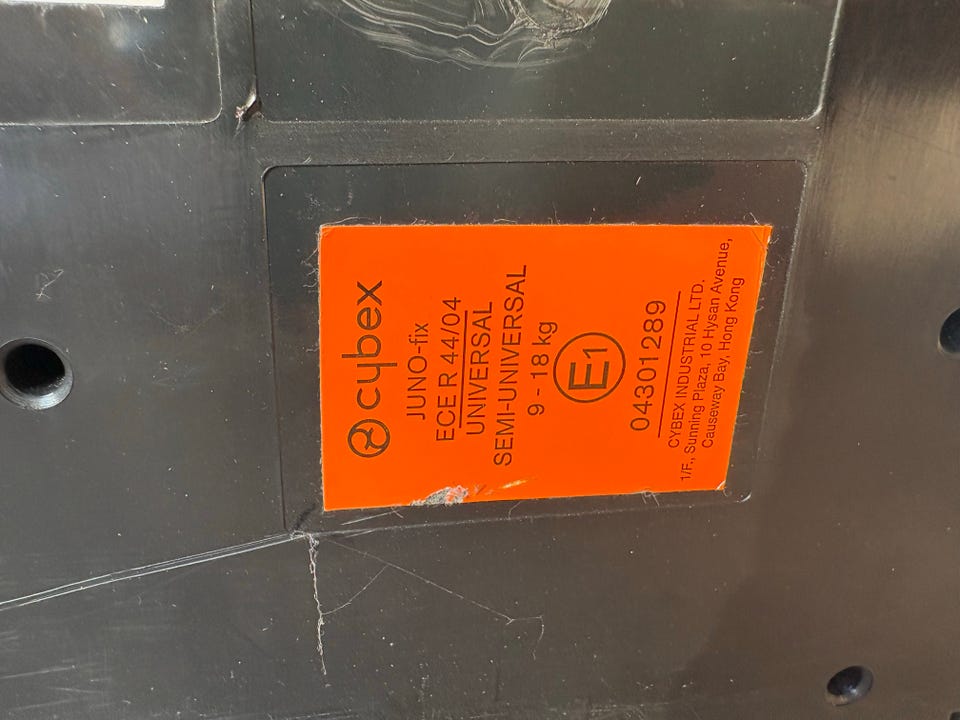 cybex
JUNO-fix
ECE R 44/04
UNIVERSAL
SEMI-UNIVERSAL
9 - 18 kg
E1
04301289
CYBEX INDUSTRIAL LTD.
1/F., Sunning Plaza, 10 Hysan Avenue,
Causeway Bay, Hong Kong